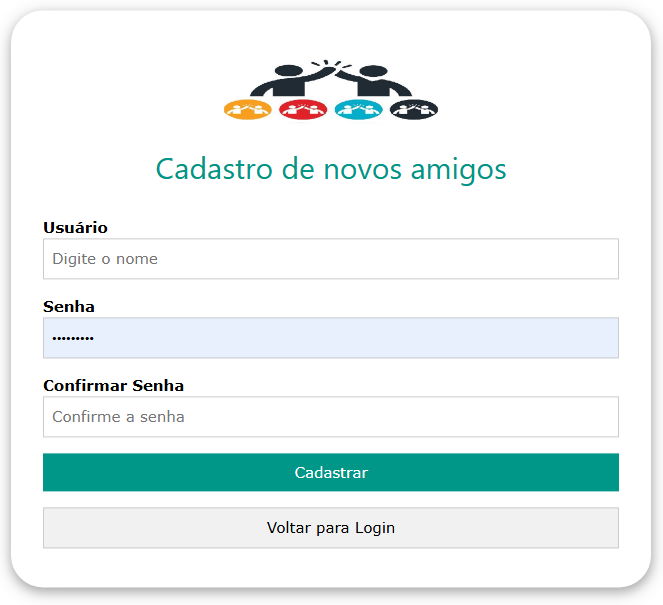 Cadastro de novos amigos
Usuário
Digite o nome
Senha
•••••••••
Confirmar Senha
Confirme a senha
Cadastrar
Voltar para Login